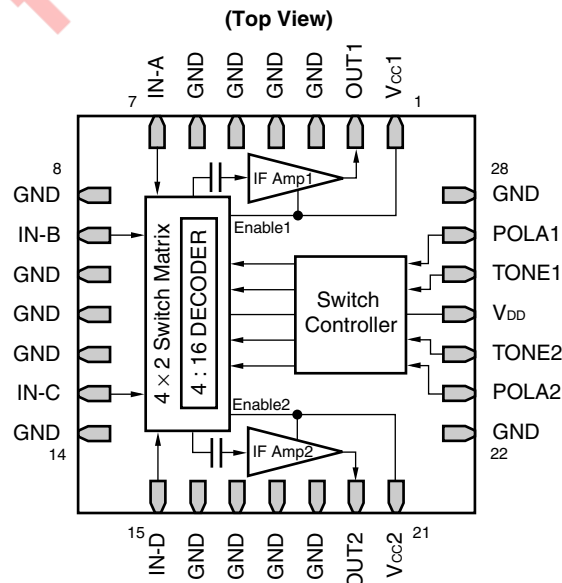 (Top View)
IN-A
GND
GND
GND
GND
OUT1
Vcc1
7
1
8
28
GND
IN-B
GND
GND
GND
IN-C
GND
14
IF Amp1
Enable1
4 × 2 Switch Matrix
4 : 16 DECODER
Switch
Controller
Enable2
IF Amp2
GND
POLA1
TONE1
VDD
TONE2
POLA2
GND
22
15
21
IN-D
GND
GND
GND
GND
OUT2
Vcc2